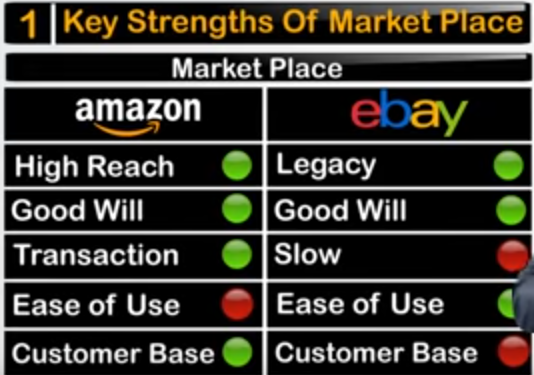 1 Key Strengths Of Market Place
Market Place
amazon ebay
High Reach Legacy
Good Will Good Will
Transaction Slow
Ease of Use Ease of Use
Customer Base Customer Base